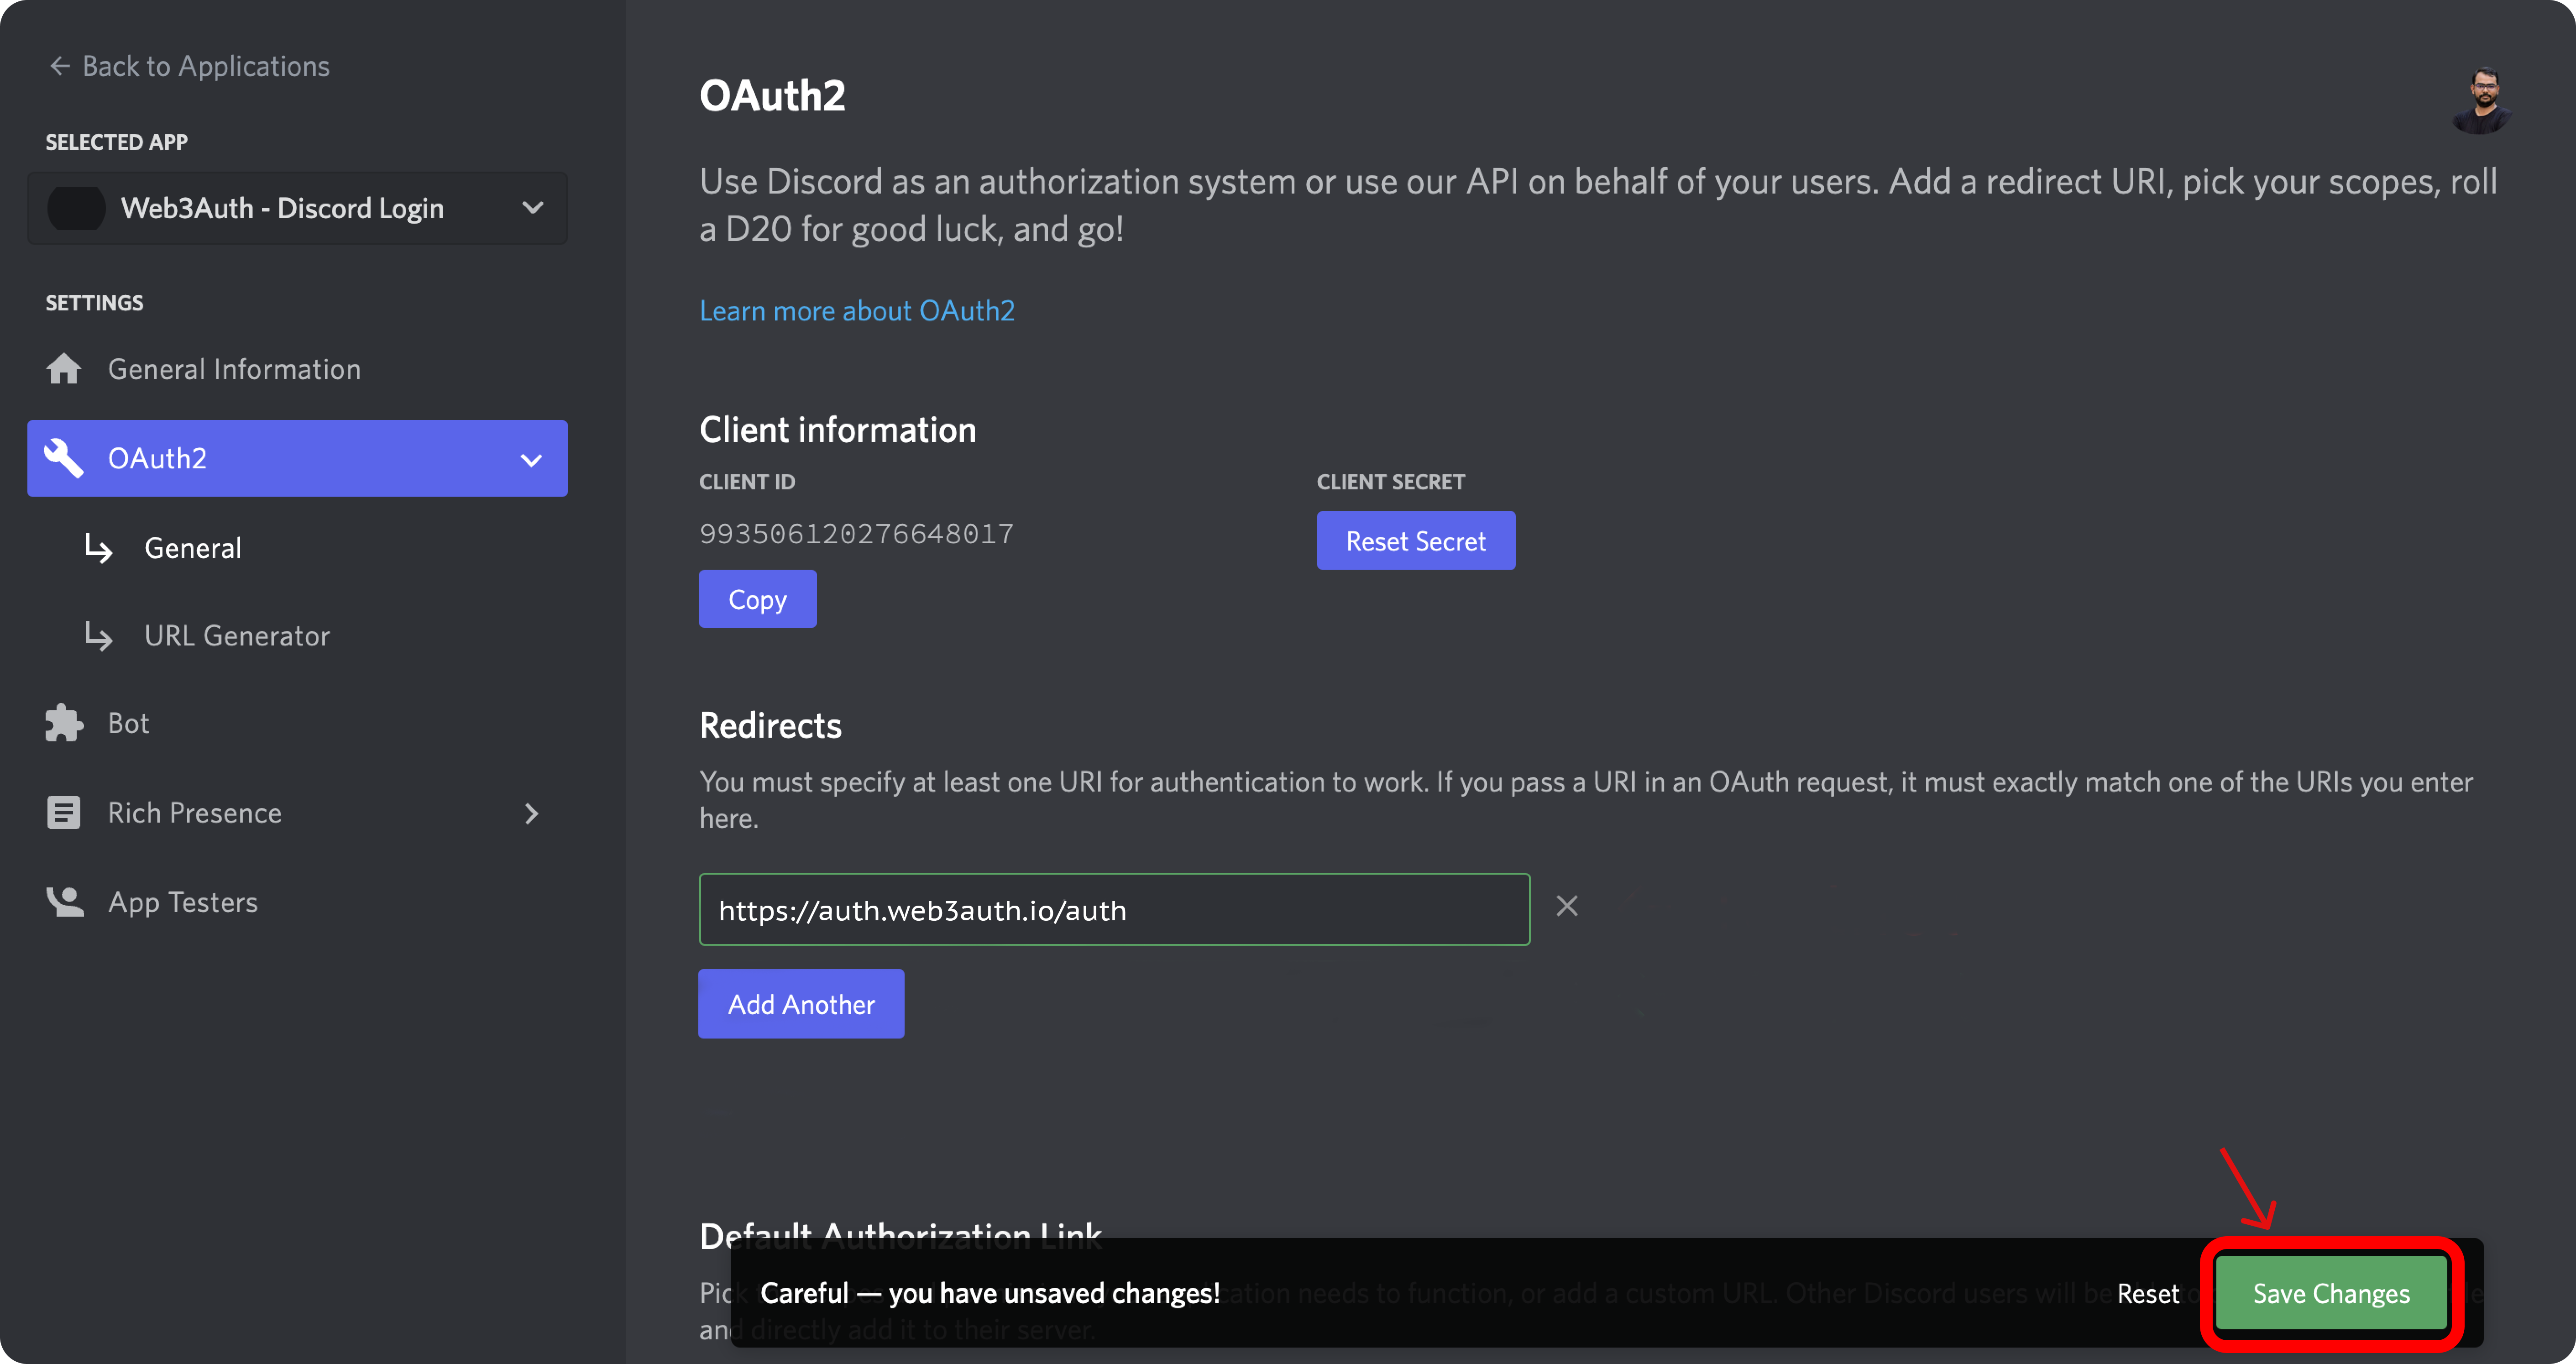 Back to Applications
SELECTED APP
Web3Auth - Discord Login
SETTINGS
General Information
OAuth2
General
URL Generator
Bot
Rich Presence
App Testers
OAuth2
Use Discord as an authorization system or use our API on behalf of your users. Add a redirect URI, pick your scopes, roll
a D20 for good luck, and go!
Learn more about OAuth2
Client information
CLIENT ID
CLIENT SECRET
993506120276648017
Reset Secret
Copy
Redirects
You must specify at least one URI for authentication to work. If you pass a URI in an OAuth request, it must exactly match one of the URIs you enter
here.
https://auth.web3auth.io/auth
Add Another
Default Authorization Link
Pick needs to function, or add a custom URL. Other Discord users will be
and directly add it to their server.
Careful — you have unsaved changes!
Reset
Save Changes